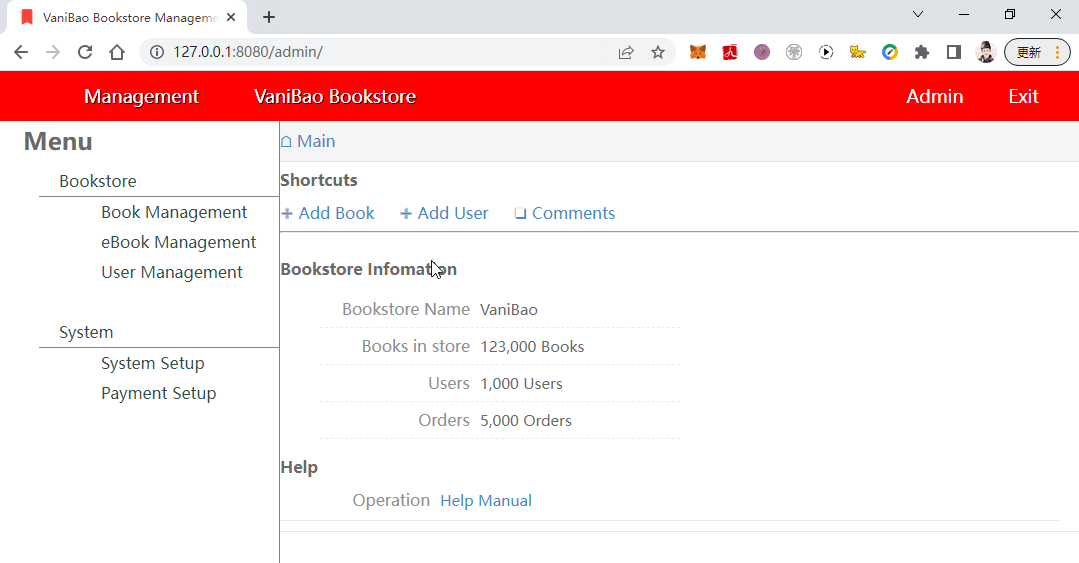 VaniBao Bookstore Manageme
127.0.0.1:8080/admin/
更新
Management VaniBao Bookstore Admin Exit
Menu
Bookstore
Book Management
eBook Management
User Management
System
System Setup
Payment Setup
Main
Shortcuts
+ Add Book + Add User Comments
Bookstore Infomation
Bookstore Name VaniBao
Books in store 123,000 Books
Users 1,000 Users
Orders 5,000 Orders
Help
Operation Help Manual